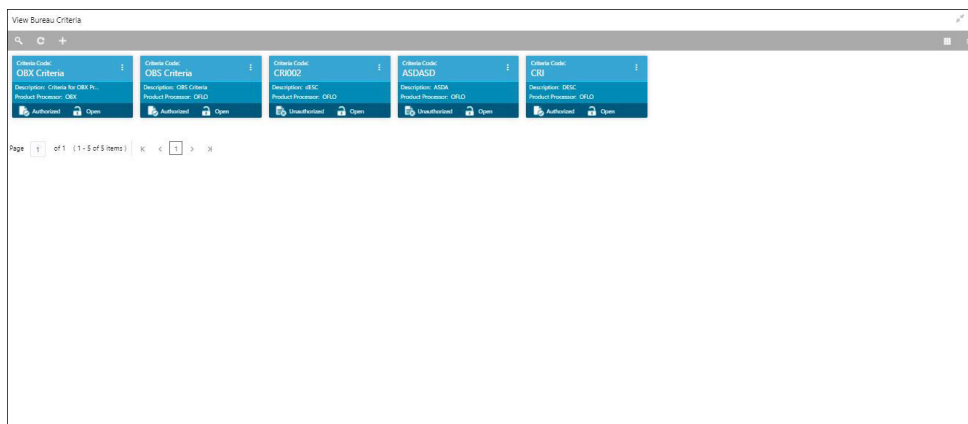 View Bureau Criteria
Criteria Code:
OBX Criteria
Description: Criteria for OBX Pr...
Product Processor: OBX
Authorized Open
Criteria Code:
OBS Criteria
Description: OBS Criteria
Product Processor: OFLO
Authorized Open
Criteria Code:
CRI002
Description: dESC
Product Processor: OFLO
Unauthorized Open
Criteria Code:
ASDASD
Description: ASDA
Product Processor: OFLO
Unauthorized Open
Criteria Code:
CRI
Description: DESC
Product Processor: OFLO
Authorized Open
Page 1 of 1 (1 - 5 of 5 items) 1